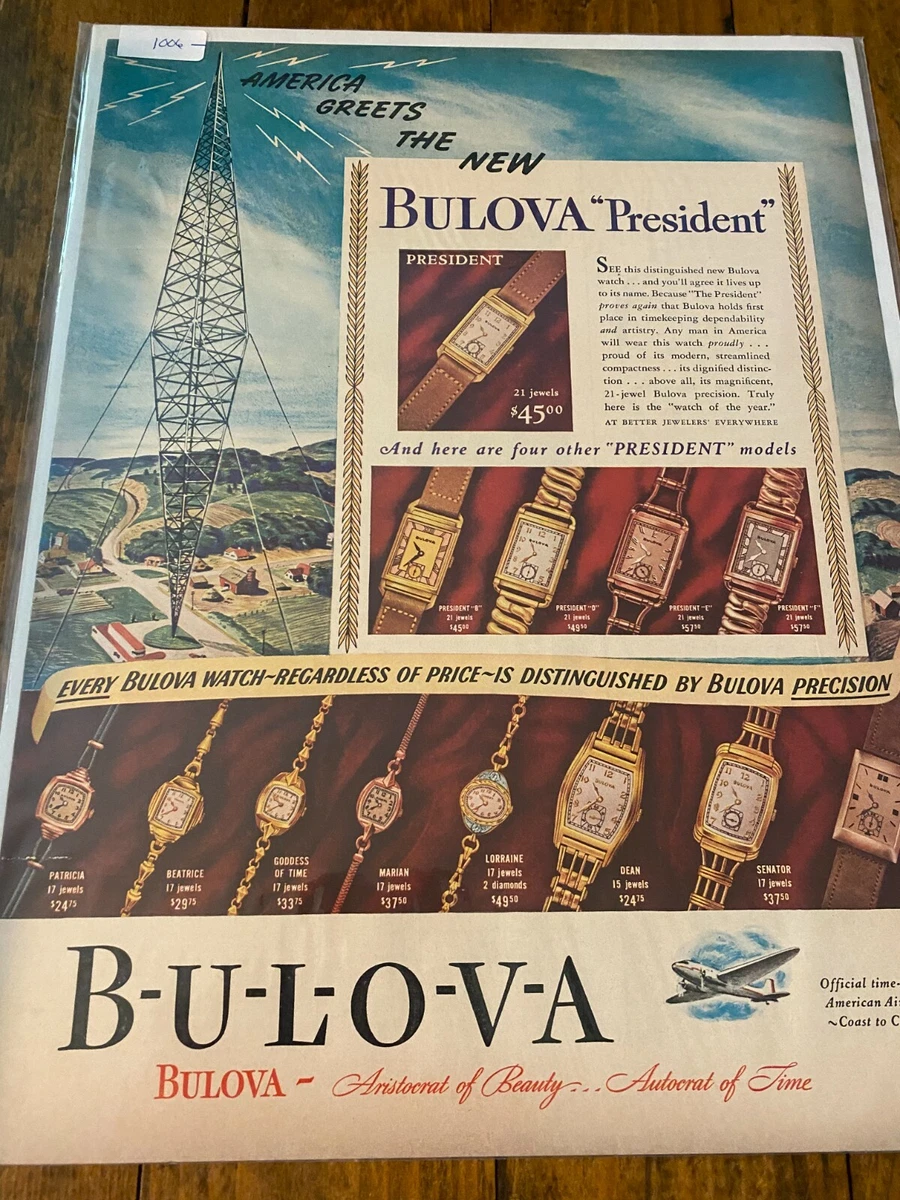 1006-
AMERICA
GREETS
THE
NEW
BULOVA "President"
PRESIDENT
21 jewels
$45.00
SEE this distinguished new Bulova
watch . . . and you'll agree it lives up
to its name. Because "The President"
proves again that Bulova holds first
place in timekeeping dependability
and artistry. Any man in America
will wear this watch proudly . . .
proud of its modern, streamlined
compactness . . . its dignified distinc-
tion . . . above all, its magnificent,
21-jewel Bulova precision. Truly
here is the "watch of the year."
AT BETTER JEWELERS' EVERYWHERE
And here are four other "PRESIDENT" models
BULOVA
BULOVA
BULOVA
BULOVA
PRESIDENT "B"
21 jewels
$45.00
PRESIDENT "D"
21 jewels
$49.50
PRESIDENT "E"
21 jewels
$57.50
PRESIDENT "F"
21 jewels
$57.50
EVERY BULOVA WATCH~REGARDLESS OF PRICE~IS DISTINGUISHED BY BULOVA PRECISION
PATRICIA
17 jewels
$24.75
BEATRICE
17 jewels
$29.75
GODDESS
OF TIME
17 jewels
$33.75
MARIAN
17 jewels
$37.50
LORRAINE
17 jewels
2 diamonds
$49.50
DEAN
15 jewels
$24.75
SENATOR
17 jewels
$37.50
B-U-L-O-V-A
Official time-
American Ai
~Coast to C
BULOVA - Aristocrat of Beauty . . . Autocrat of Time